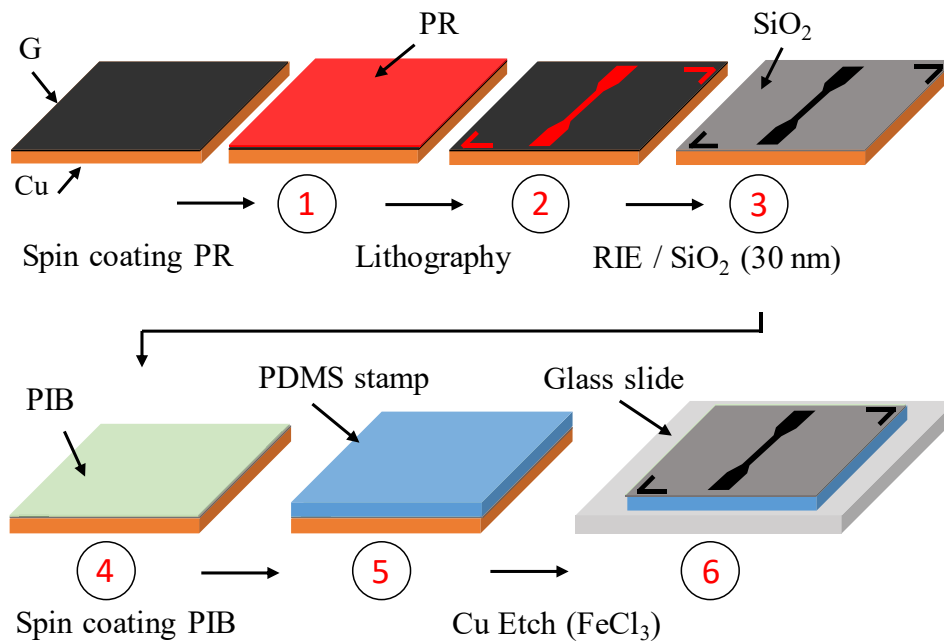 G
PR
SiO₂
Cu
1
2
3
Spin coating PR
Lithography
RIE / SiO₂ (30 nm)
PIB
PDMS stamp
Glass slide
4
5
6
Spin coating PIB
Cu Etch (FeCl₃)